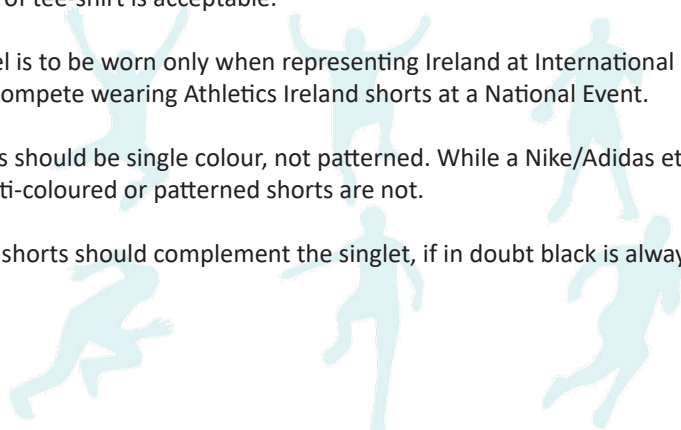 of tee-shirt is acceptable.
el is to be worn only when representing Ireland at International
ompete wearing Athletics Ireland shorts at a National Event.
s should be single colour, not patterned. While a Nike/Adidas et
ti-coloured or patterned shorts are not.
shorts should complement the singlet, if in doubt black is alway